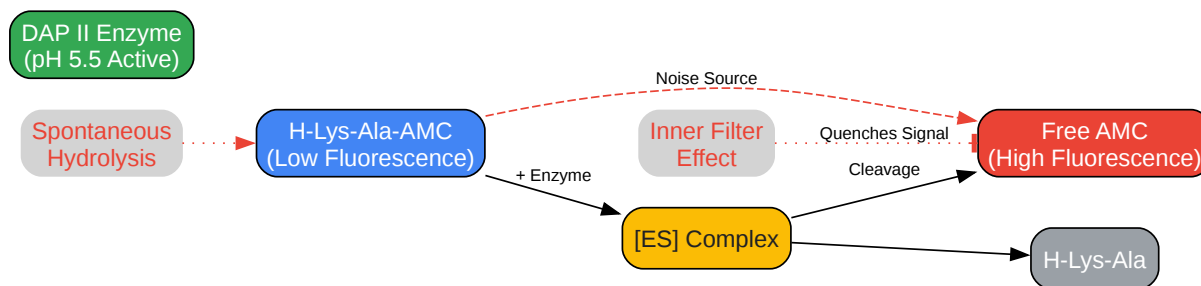 DAP II Enzyme
(pH 5.5 Active)
Noise Source
Spontaneous
Hydrolysis
H-Lys-Ala-AMC
(Low Fluorescence)
Inner Filter
Effect
Quenches Signal
Free AMC
(High Fluorescence)
+ Enzyme
Cleavage
[ES] Complex
H-Lys-Ala